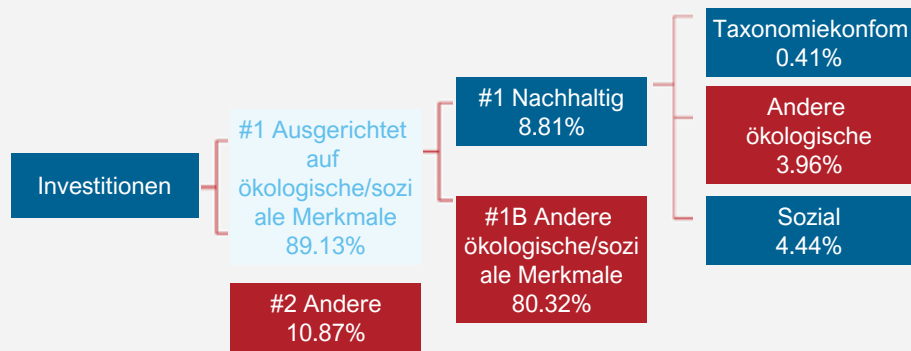 Investitionen
#1 Ausgerichtet
auf
ökologische/sozi
ale Merkmale
89.13%
#2 Andere
10.87%
#1 Nachhaltig
8.81%
#1B Andere
ökologische/sozi
ale Merkmale
80.32%
Taxonomiekonfom
0.41%
Andere
ökologische
3.96%
Sozial
4.44%